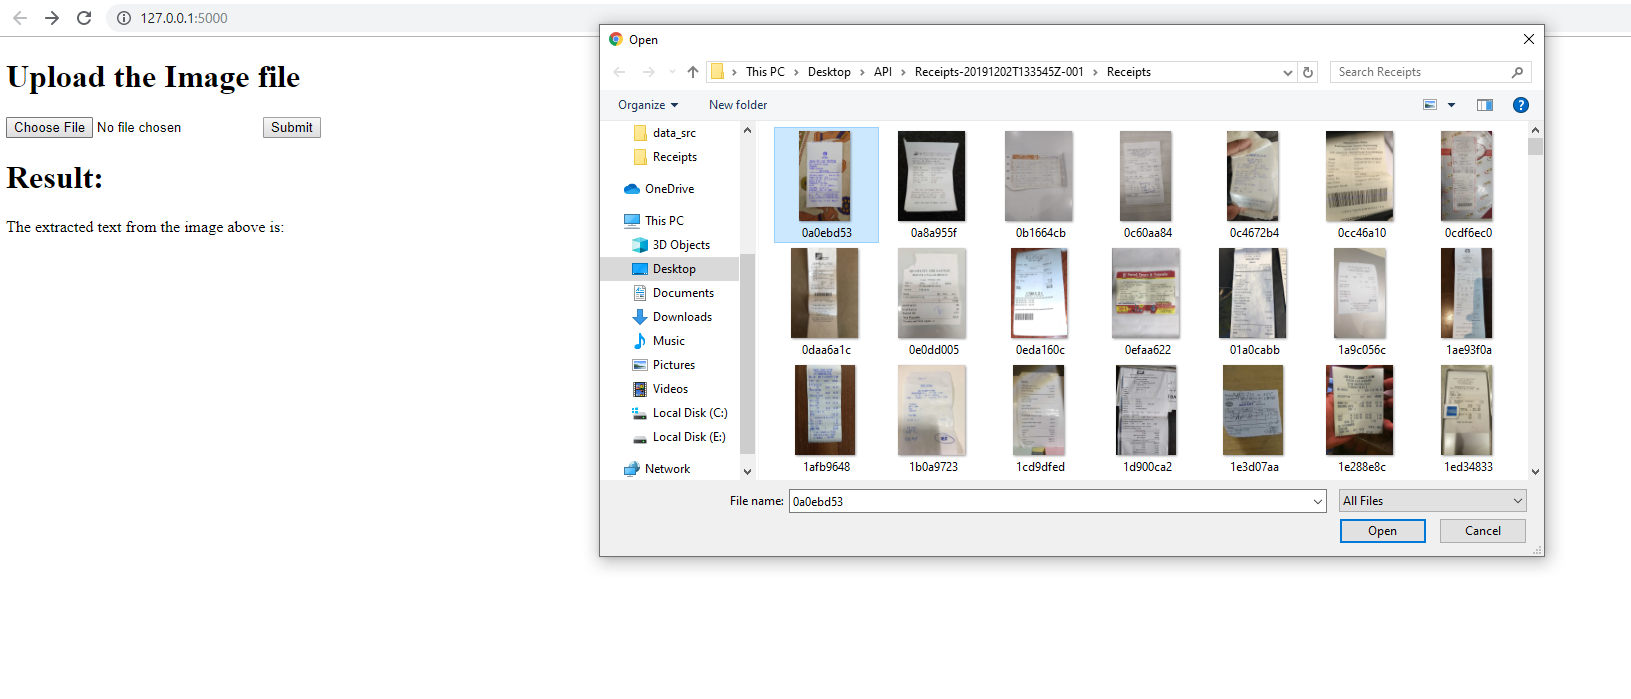 127.0.0.1:5000
Upload the Image file
Choose File No file chosen Submit
Result:
The extracted text from the image above is:
Open
This PC > Desktop > API > Receipts-20191202T133545Z-001 > Receipts
Search Receipts
Organize New folder
data_src
Receipts
OneDrive
This PC
3D Objects
Desktop
Documents
Downloads
Music
Pictures
Videos
Local Disk (C:)
Local Disk (E:)
Network
0a0ebd53 0a8a955f 0b1664cb 0c60aa84 0c4672b4 0cc46a10 0cdf6ec0
0daa6a1c 0e0dd005 0eda160c 0efaa622 01a0cabb 1a9c056c 1ae93f0a
1afb9648 1b0a9723 1cd9dfed 1d900ca2 1e3d07aa 1e288e8c 1ed34833
File name: 0a0ebd53 All Files
Open Cancel